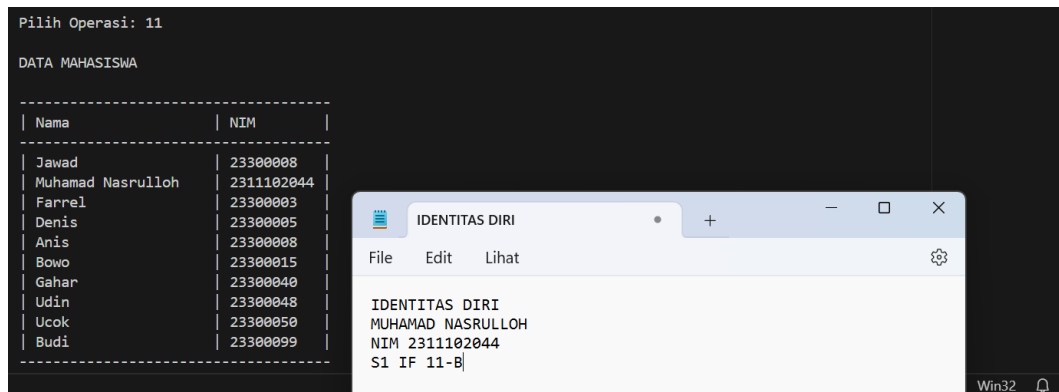 Pilih Operasi: 11
DATA MAHASISWA
-------------------------------------
| Nama | NIM |
-------------------------------------
| Jawad | 23300008 |
| Muhamad Nasrulloh | 2311102044 |
| Farrel | 23300003 |
| Denis | 23300005 |
| Anis | 23300008 |
| Bowo | 23300015 |
| Gahar | 23300040 |
| Udin | 23300048 |
| Ucok | 23300050 |
| Budi | 23300099 |
-------------------------------------
IDENTITAS DIRI
File Edit Lihat
IDENTITAS DIRI
MUHAMAD NASRULLOH
NIM 2311102044
S1 IF 11-B
Win32